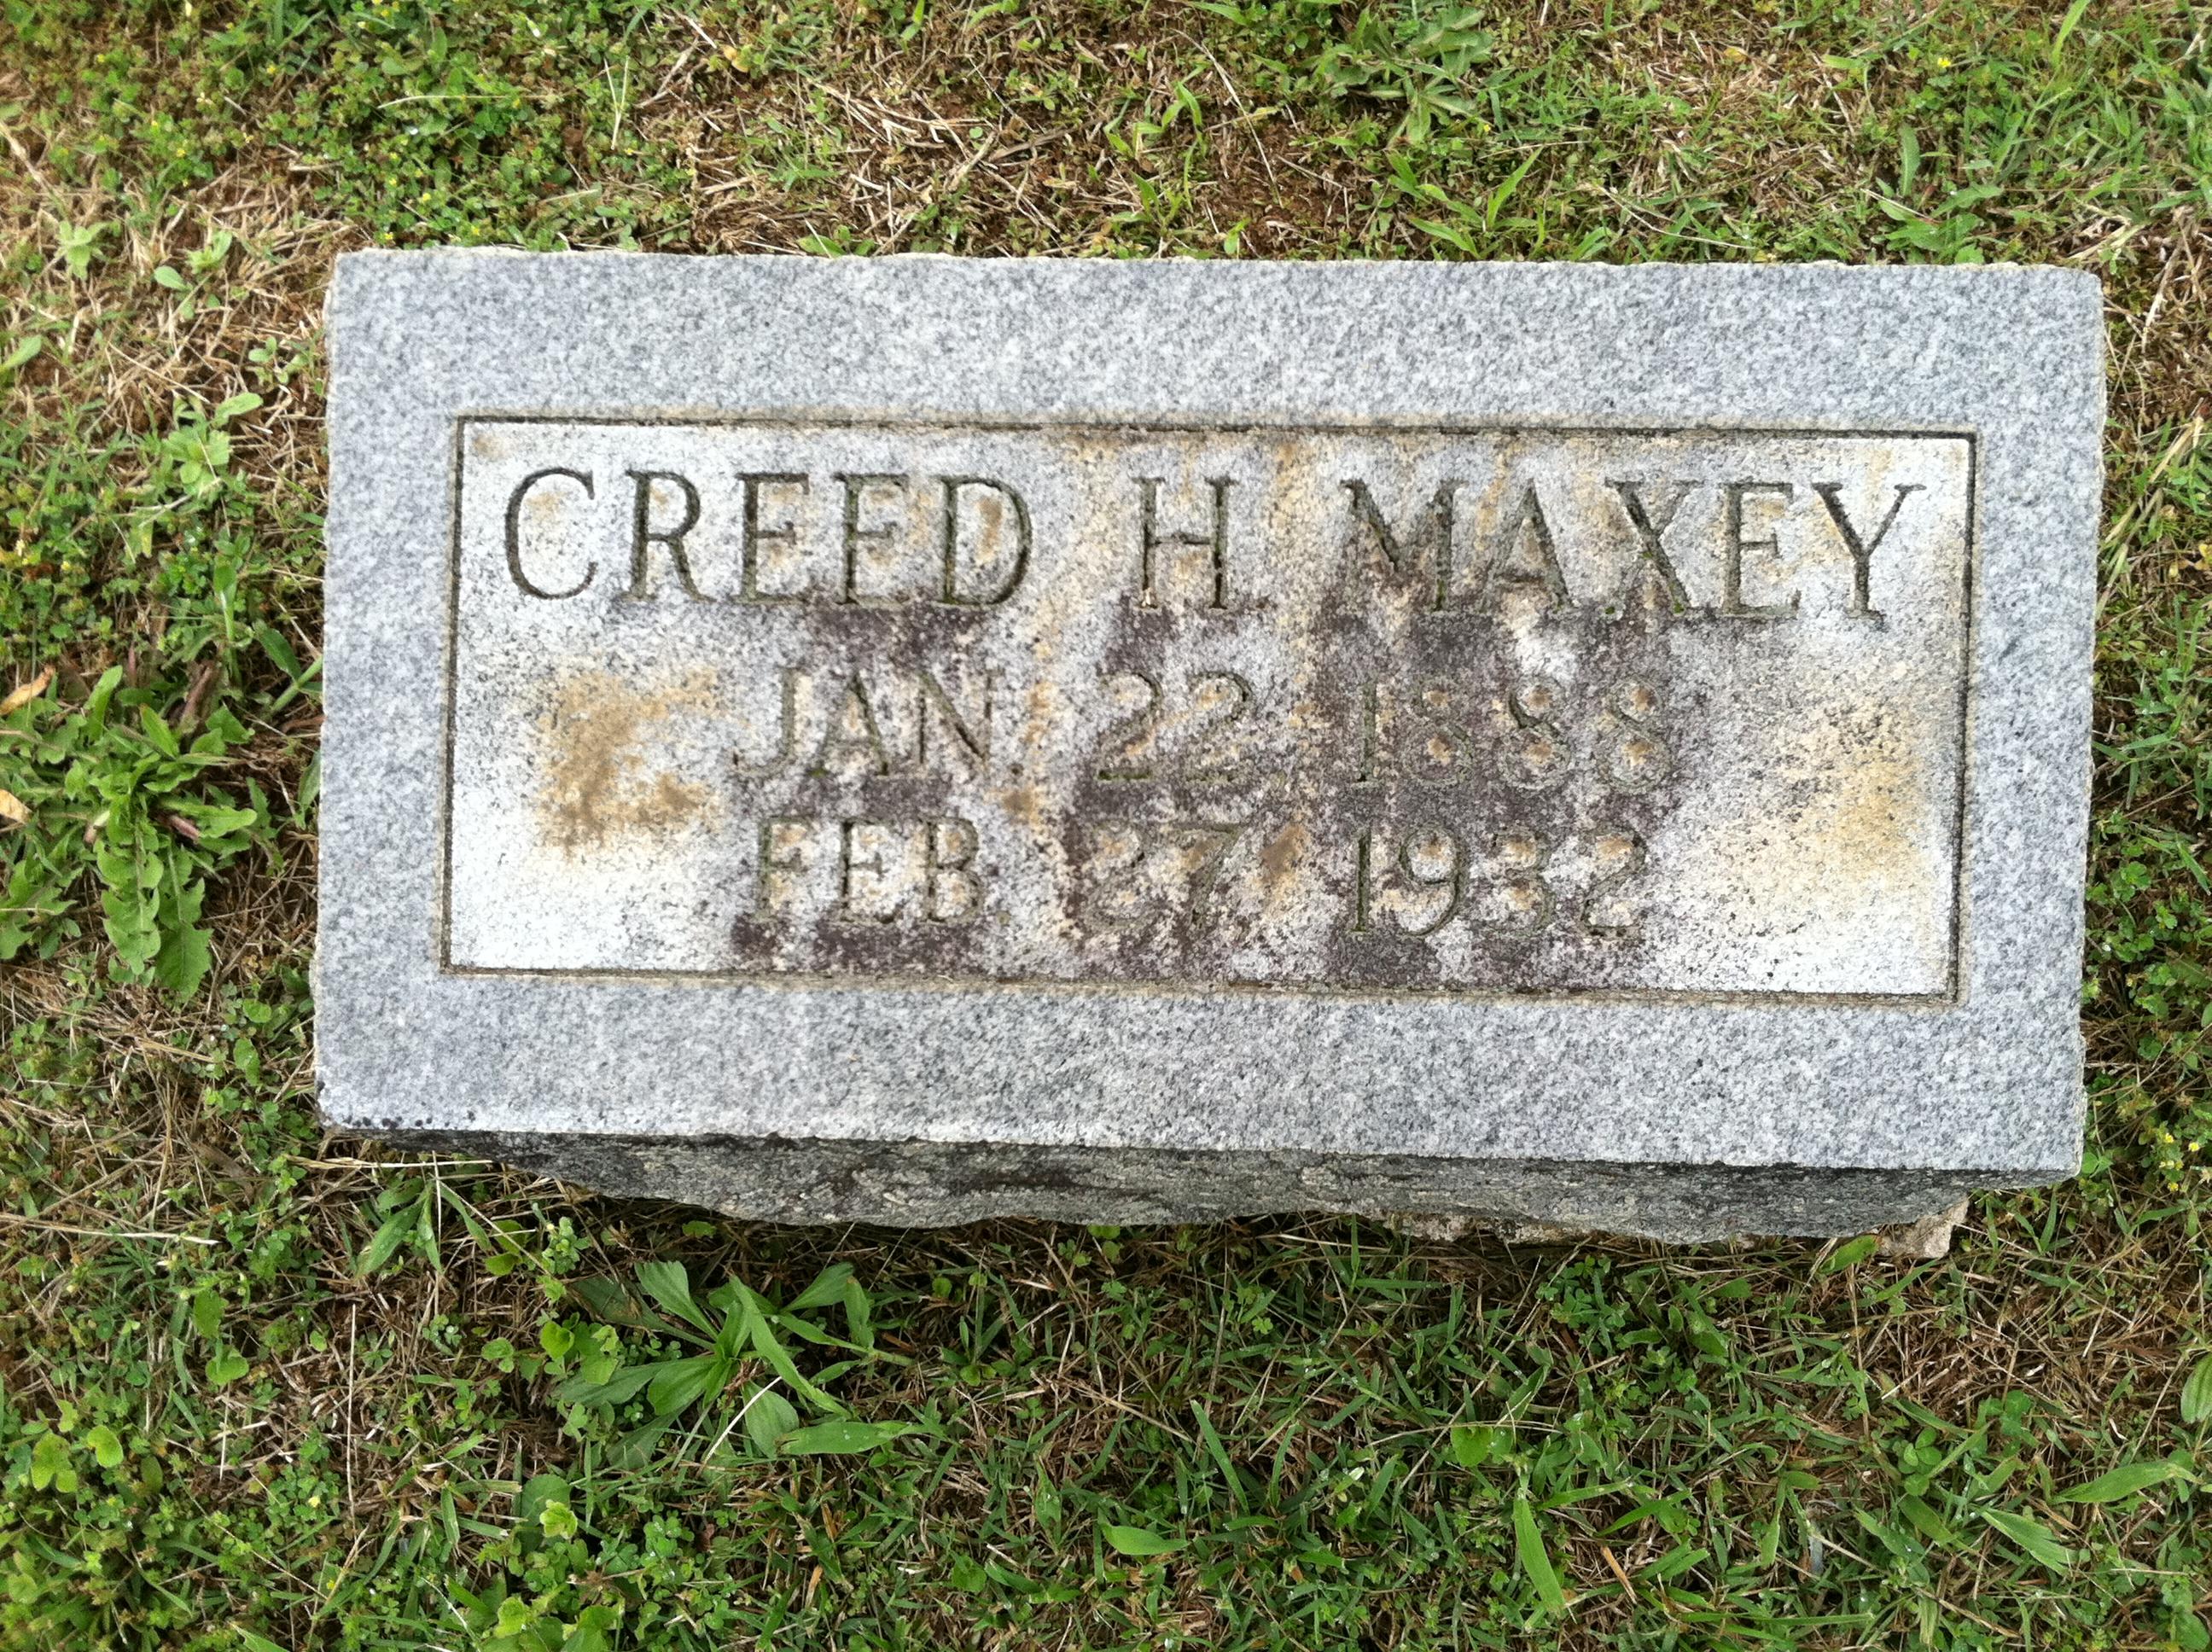 CREED H MAXEY
JAN. 22, 1888
FEB. 27, 1932